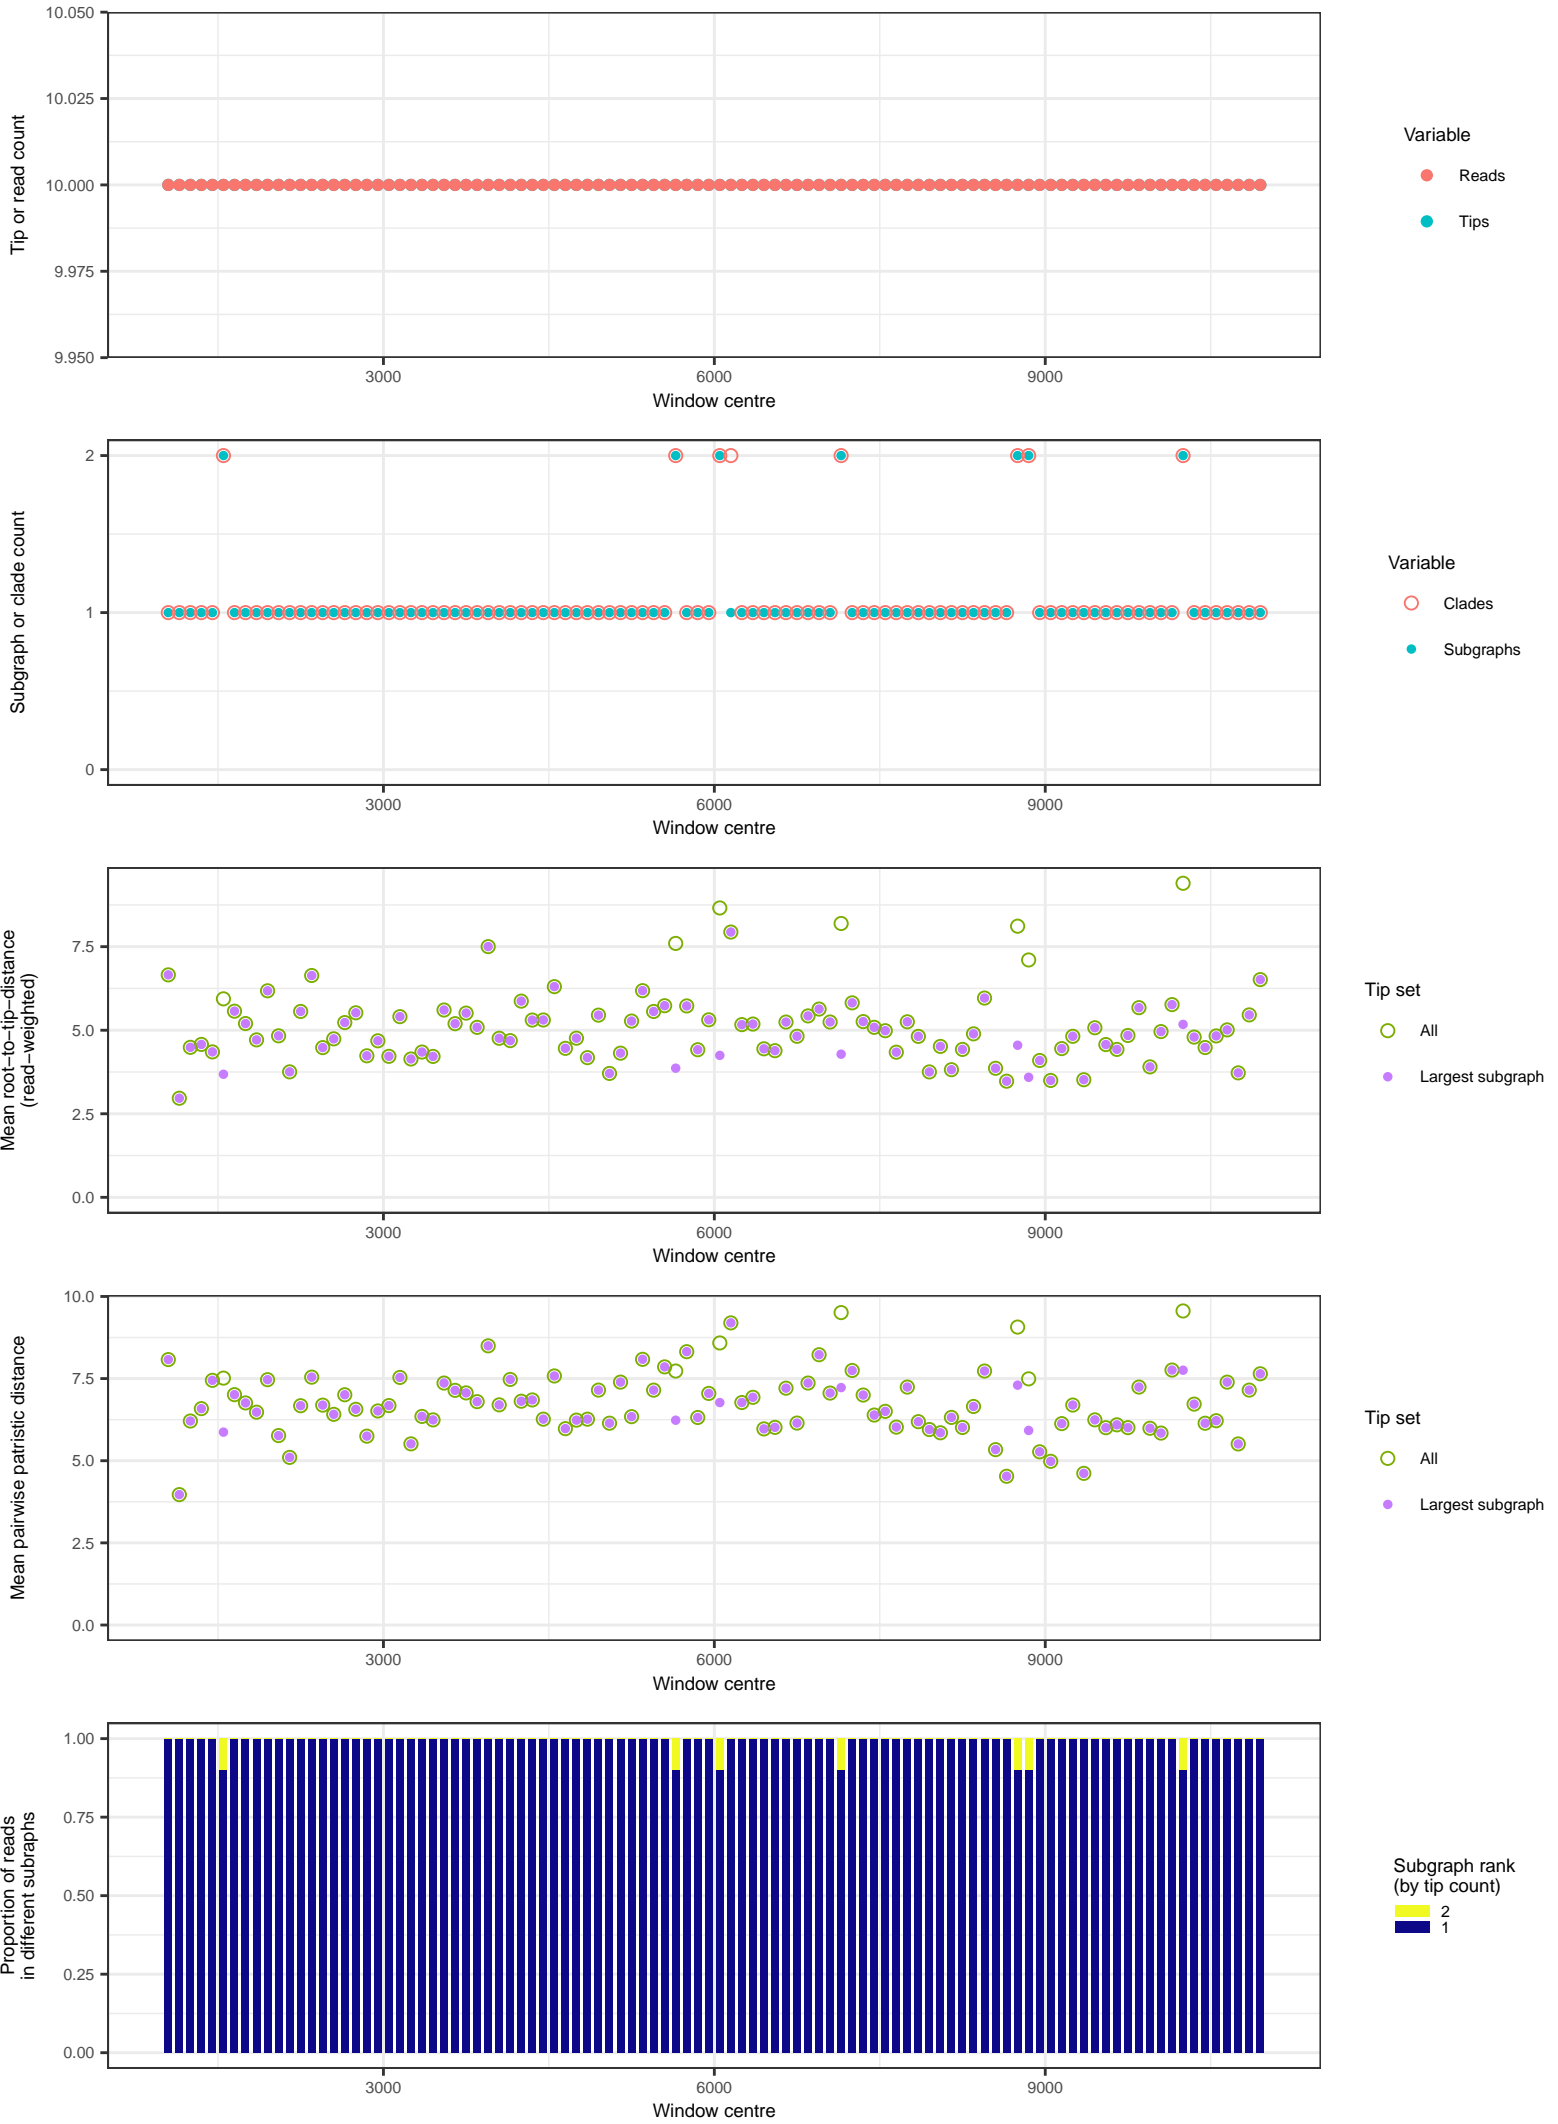 10.050
10.025
10.000
9.975
9.950
Tip or read count
3000
6000
9000
Window centre
Variable
Reads
Tips
2
1
0
Subgraph or clade count
3000
6000
9000
Window centre
Variable
Clades
Subgraphs
7.5
5.0
2.5
0.0
Mean root−to−tip−distance
(read−weighted)
3000
6000
9000
Window centre
Tip set
All
Largest subgraph
10.0
7.5
5.0
2.5
0.0
Mean pairwise patristic distance
3000
6000
9000
Window centre
Tip set
All
Largest subgraph
1.00
0.75
0.50
0.25
0.00
Proportion of reads
in different subraphs
3000
6000
9000
Window centre
Subgraph rank
(by tip count)
2
1